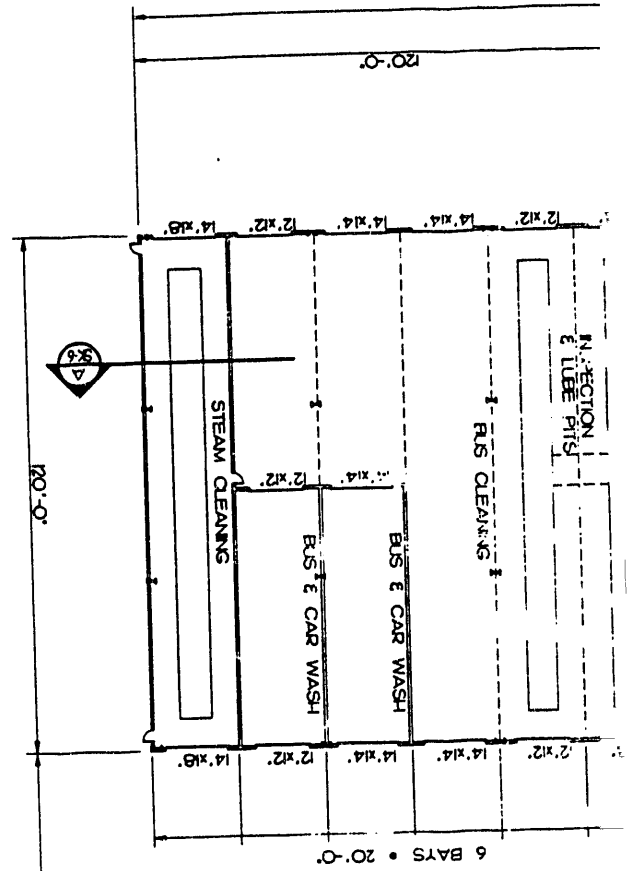 120'-0"
14'x18'
12'x12'
14'x14'
14'x14'
12'x12'
A
SK-6
INSPECTION
& LUBE PITS
STEAM CLEANING
BUS CLEANING
120'-0"
12'x12'
BUS & CAR WASH
BUS & CAR WASH
14'x18'
12'x12'
14'x14'
14'x14'
12'x12'
6 BAYS • 20'-0"